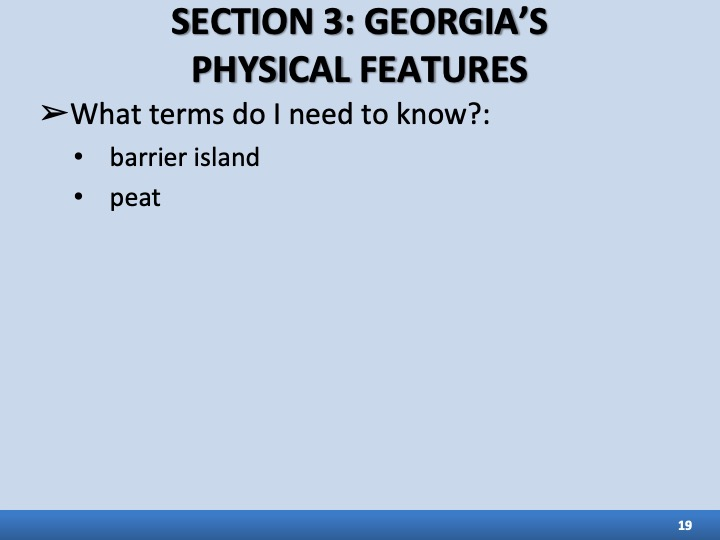 SECTION 3: GEORGIA’S
PHYSICAL FEATURES
➢What terms do I need to know?:
• barrier island
• peat
19